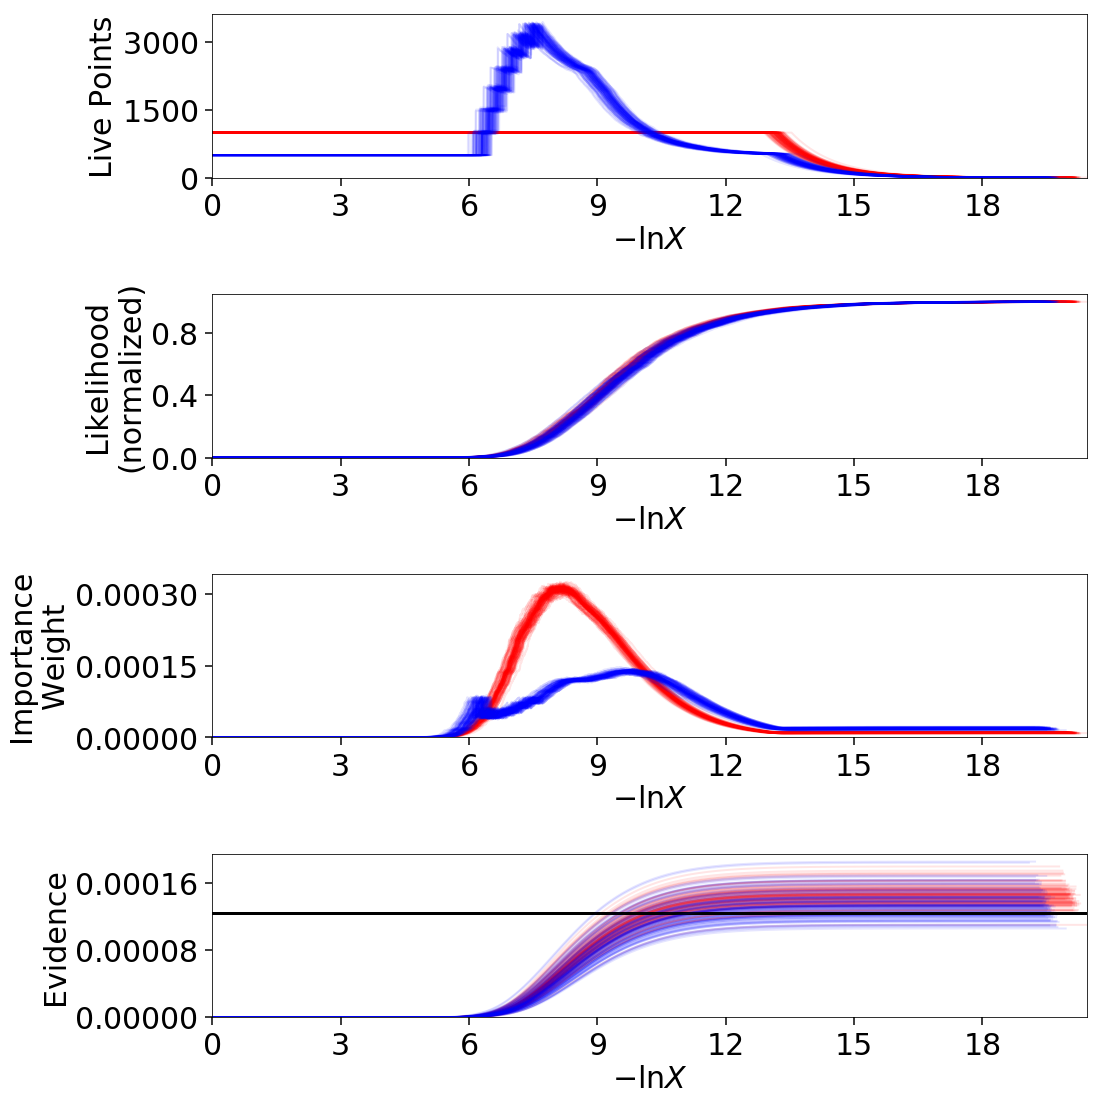 Live Points
3000
1500
0
0 3 6 9 12 15 18
−lnX
Likelihood
(normalized)
0.8
0.4
0.0
0 3 6 9 12 15 18
−lnX
Importance
Weight
0.00030
0.00015
0.00000
0 3 6 9 12 15 18
−lnX
Evidence
0.00016
0.00008
0.00000
0 3 6 9 12 15 18
−lnX